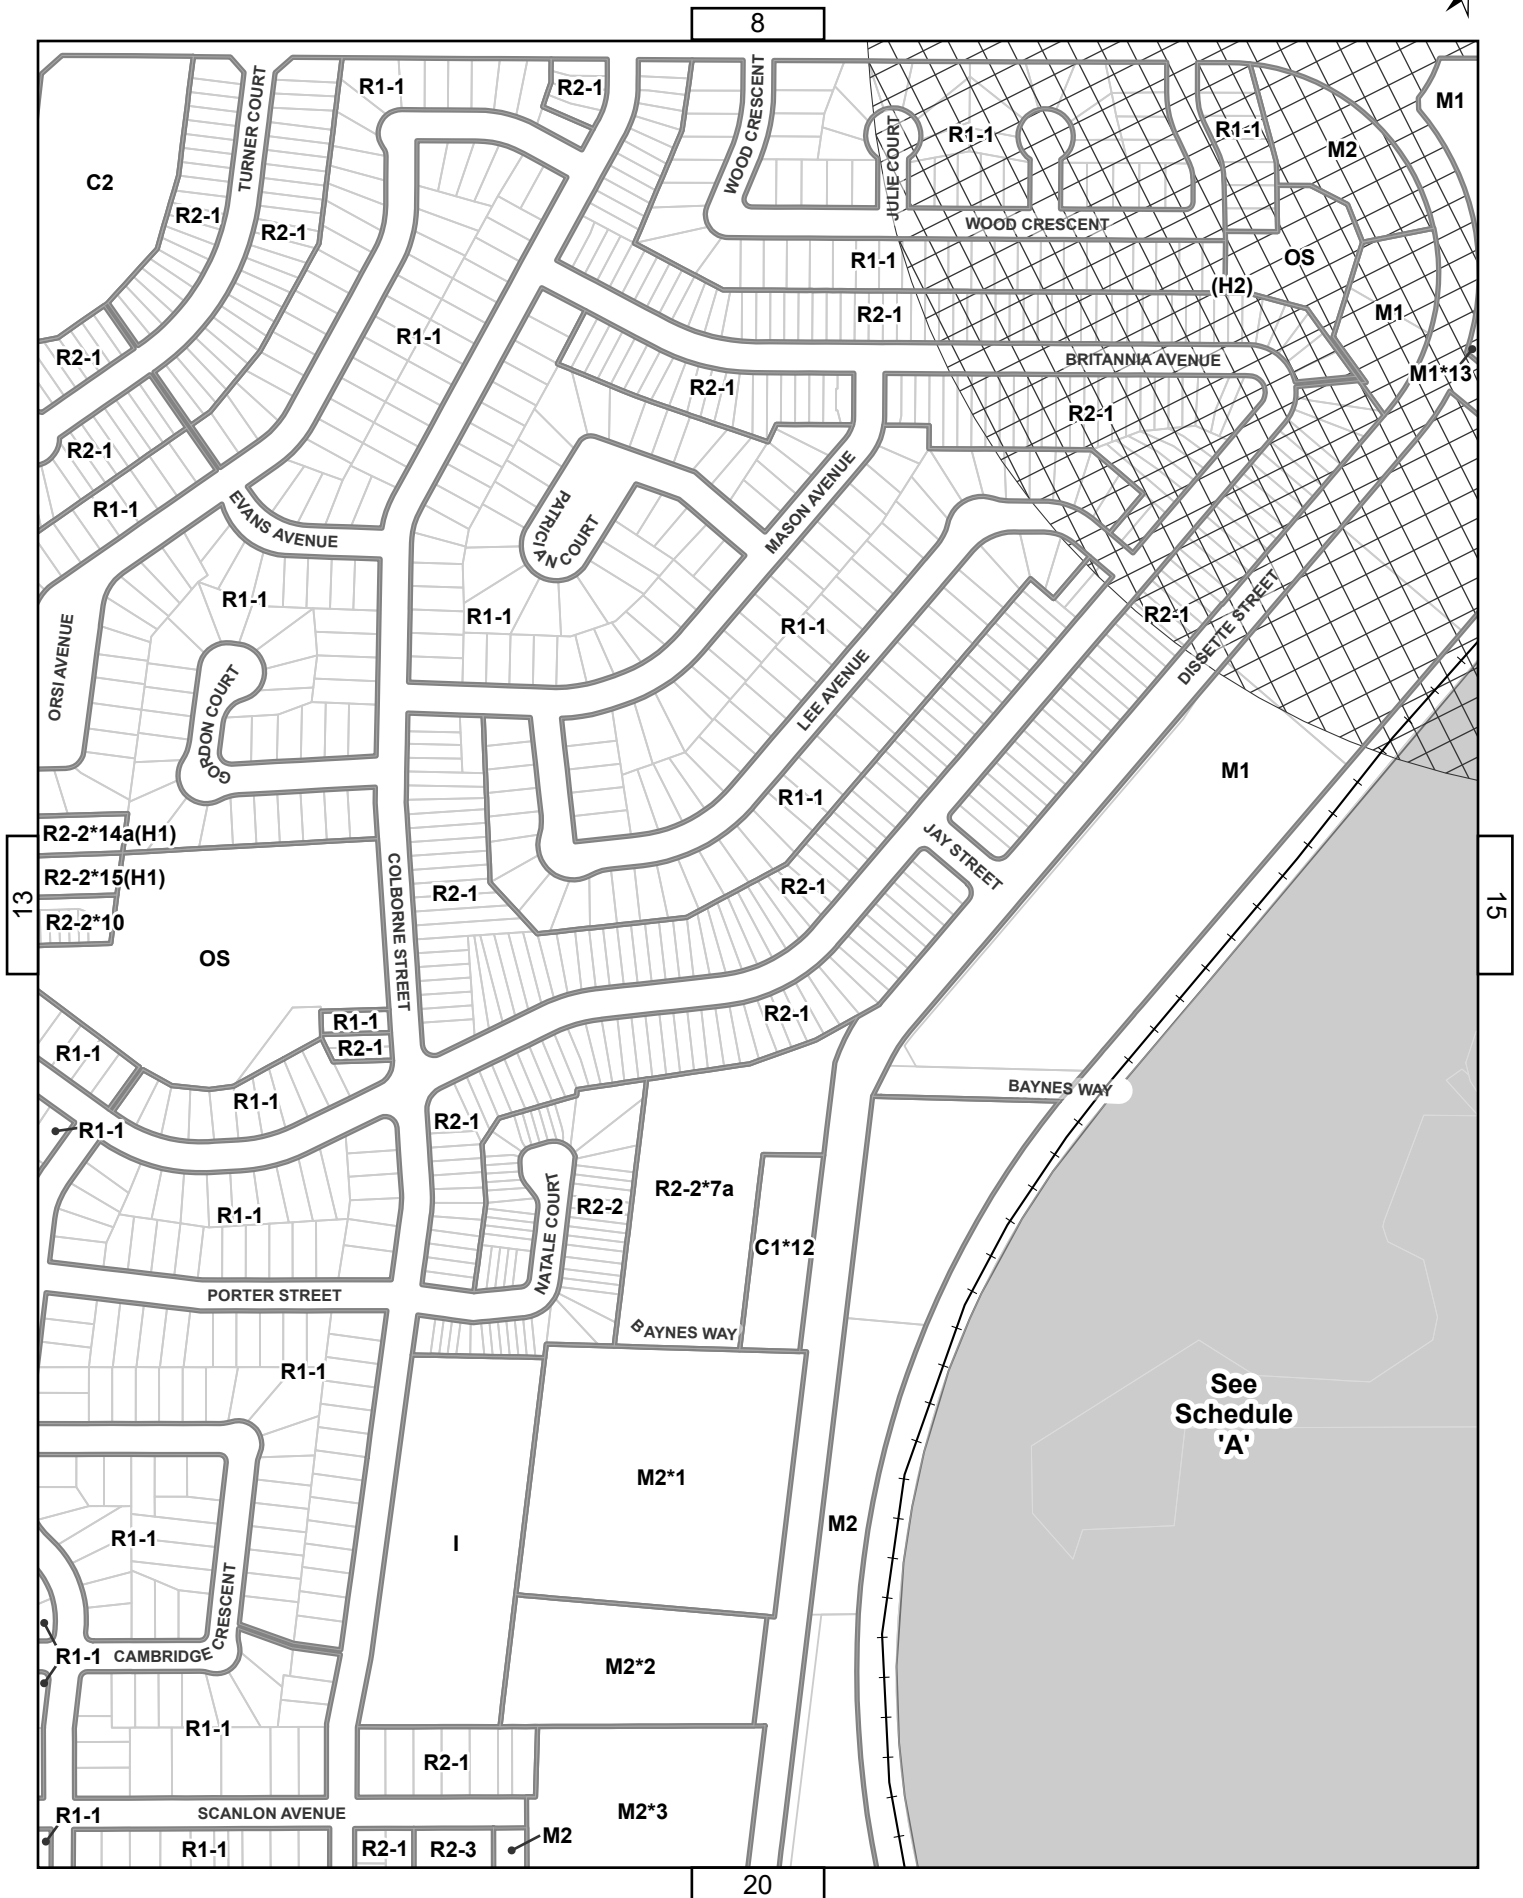 8
R1-1
R2-1
WOOD CRESCENT
TURNER COURT
M1
R1-1
R1-1
M2
JULIE COURT
C2
R2-1
R2-1
WOOD CRESCENT
R1-1
OS
(H2)
R2-1
M1
R1-1
R2-1
BRITANNIA AVENUE
M1*13
R2-1
R2-1
R2-1
MASON AVENUE
R1-1
EVANS AVENUE
PATRICIAN COURT
R1-1
R1-1
R2-1
R1-1
DISSETTE STREET
ORSI AVENUE
GORDON COURT
LEE AVENUE
M1
R1-1
R2-2*14a(H1)
JAY STREET
R2-2*15(H1)
R2-1
R2-1
13
15
R2-2*10
COLBORNE STREET
OS
R2-1
R1-1
R2-1
R1-1
BAYNES WAY
R1-1
R2-1
R1-1
R2-2*7a
R2-2
R1-1
NATALE COURT
C1*12
PORTER STREET
BAYNES WAY
R1-1
See
Schedule
'A'
M2*1
M2
R1-1
I
CAMBRIDGE CRESCENT
R1-1
M2*2
R1-1
R2-1
SCANLON AVENUE
R1-1
M2*3
M2
R1-1
R2-1
R2-3
20